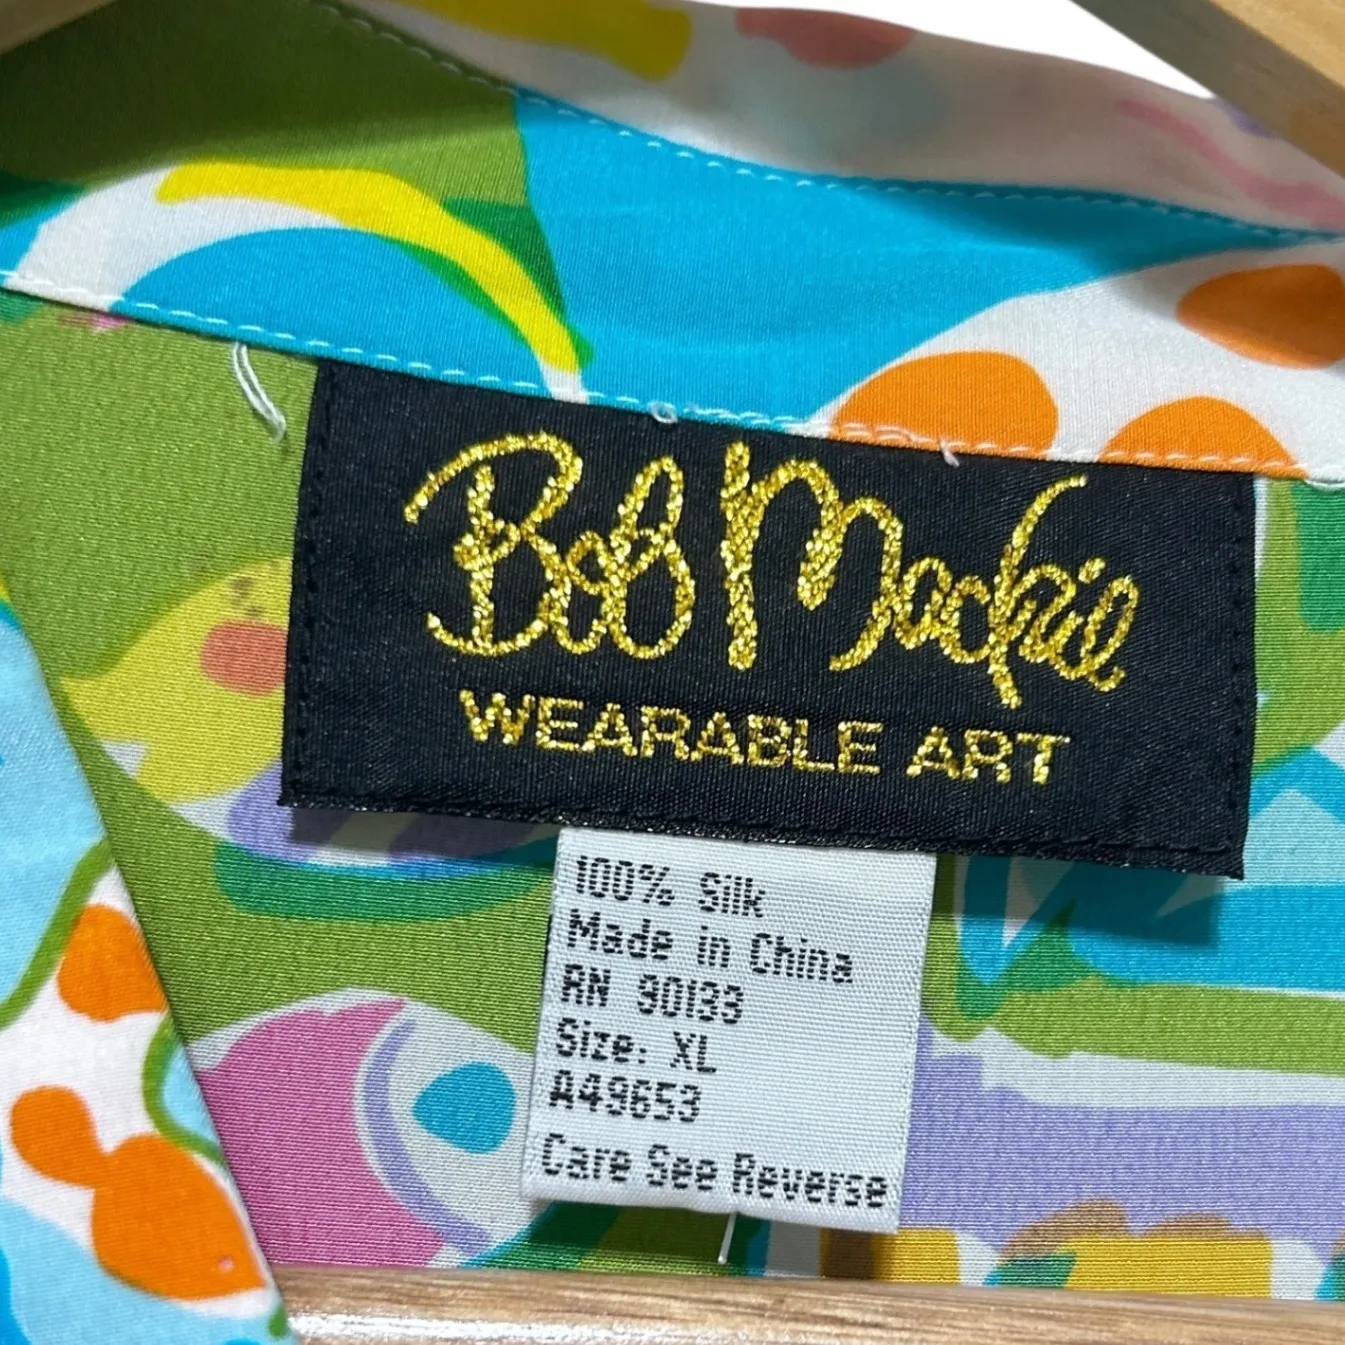 Bob Mackie
WEARABLE ART
100% Silk
Made in China
RN 90133
Size: XL
A49653
Care See Reverse